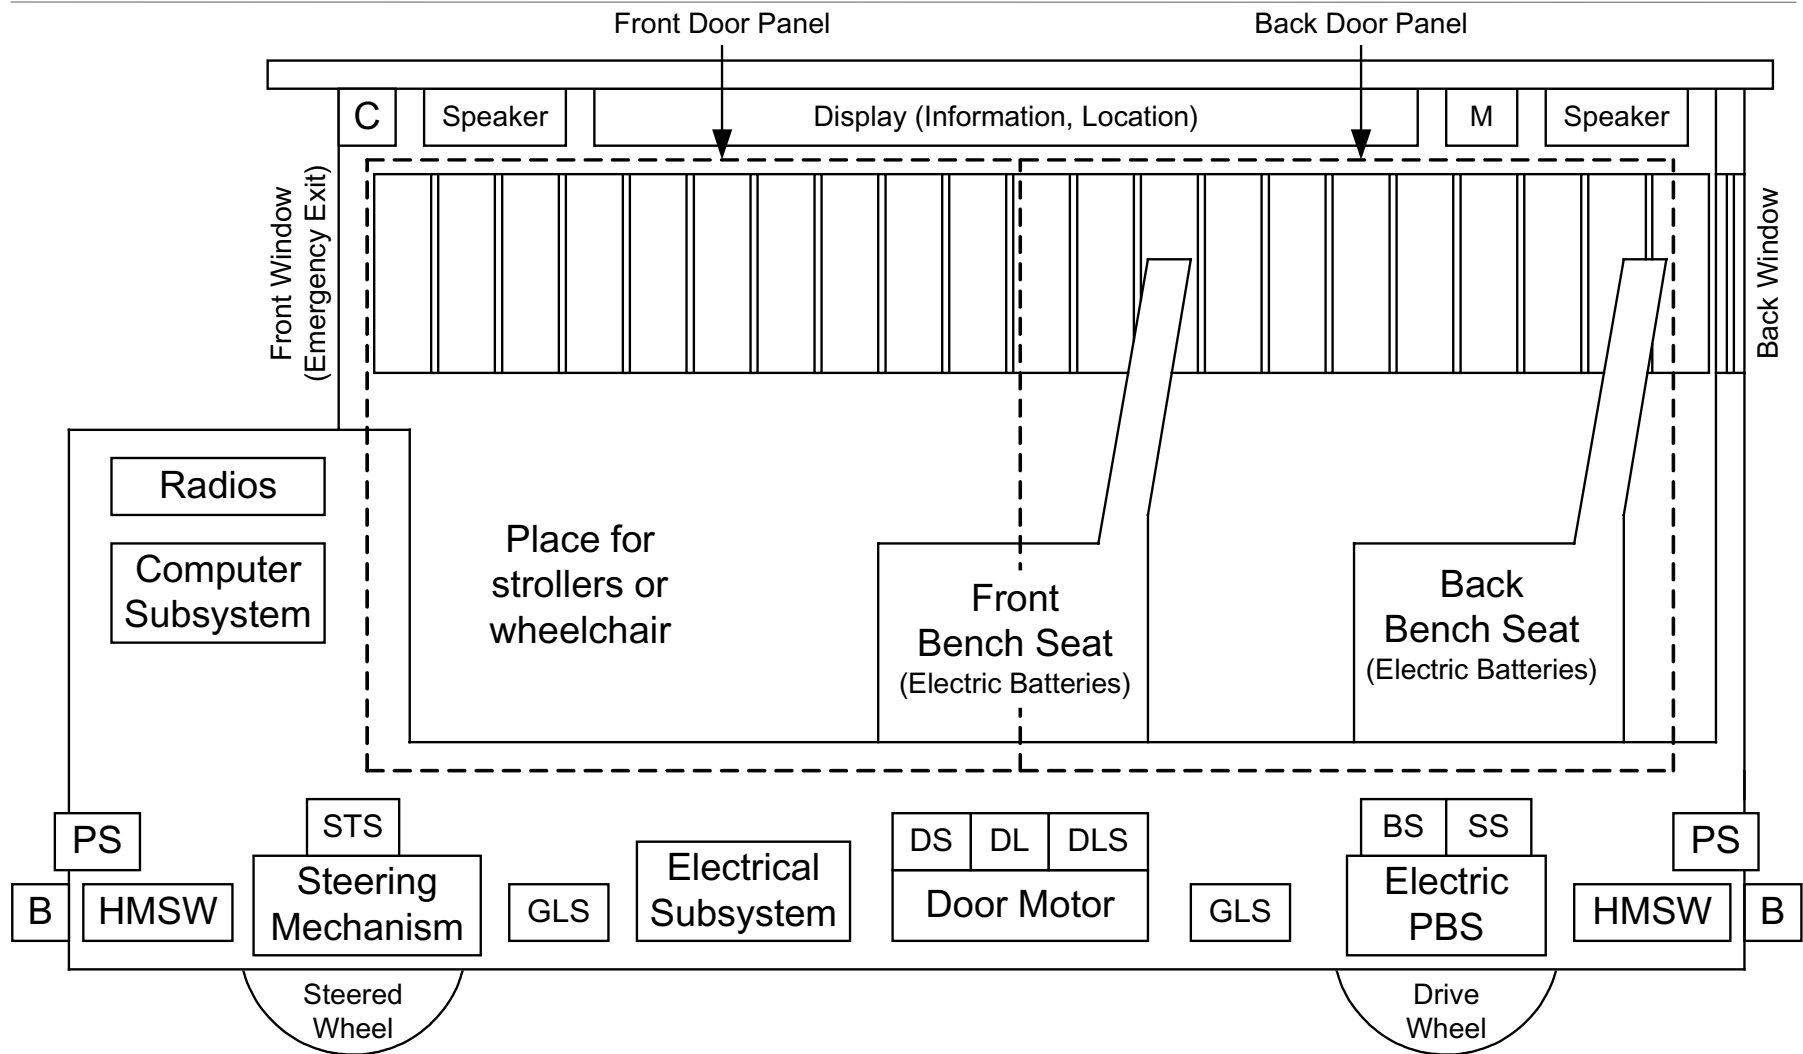 Front Door Panel
Back Door Panel
C
Speaker
Display (Information, Location)
M
Speaker
Front Window
(Emergency Exit)
Back Window
Radios
Computer
Subsystem
Place for
strollers or
wheelchair
Front
Bench Seat
(Electric Batteries)
Back
Bench Seat
(Electric Batteries)
PS
STS
DS
DL
DLS
BS
SS
PS
B
HMSW
Steering
Mechanism
GLS
Electrical
Subsystem
Door Motor
GLS
Electric
PBS
HMSW
B
Steered
Wheel
Drive
Wheel